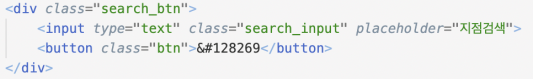 <div class="search_btn">
    <input type="text" class="search_input" placeholder="지점검색">
    <button class="btn">&#128269</button>
</div>